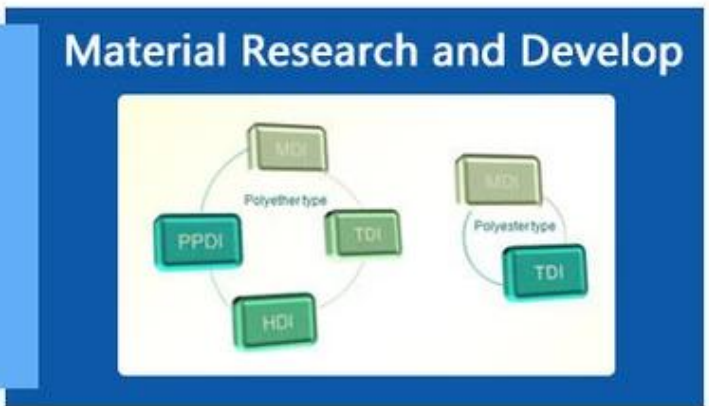 Material Research and Develop
MDI
Polyether type
PPDI
TDI
HDI
MDI
Polyester type
TDI